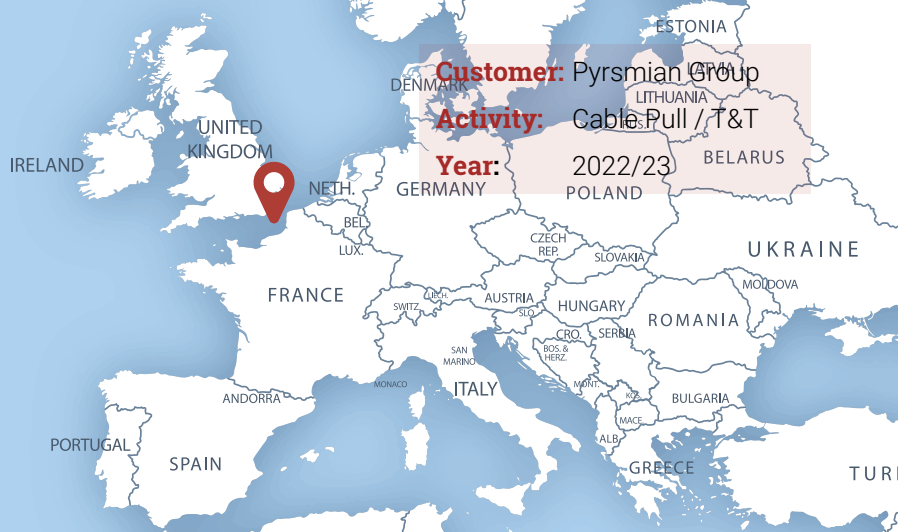 ESTONIA
Customer: Pyrsmian Group
LATVIA
DENMARK
LITHUANIA
Activity: Cable Pull / T&T
RUS.
UNITED
KINGDOM
IRELAND
BELARUS
Year: 2022/23
NETH.
GERMANY
POLAND
BEL.
LUX.
CZECH
REP.
SLOVAKIA
UKRAINE
MOLDOVA
FRANCE
LIECH.
SWITZ.
AUSTRIA
HUNGARY
SLO.
ROMANIA
CRO.
SERBIA
BOS. &
HERZ.
SAN
MARINO
MONACO
ITALY
MONT.
KOS.
BULGARIA
ANDORRA
MACE.
ALB.
PORTUGAL
SPAIN
GREECE
TUR